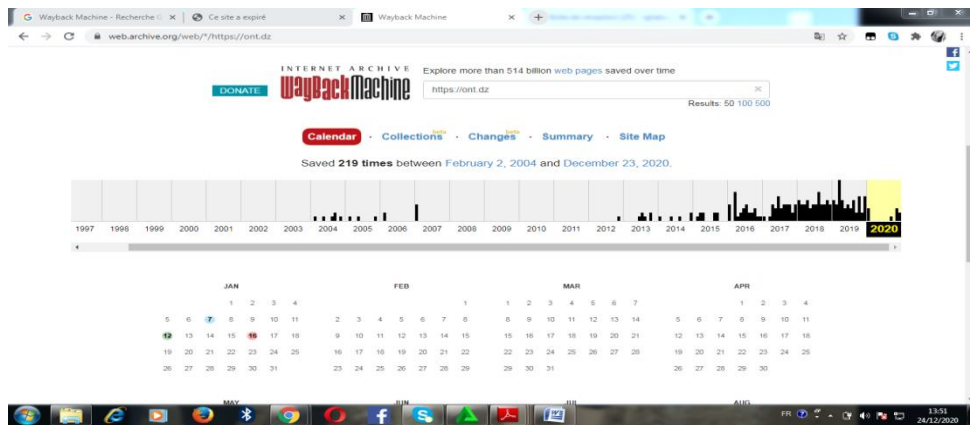 Wayback Machine - Recherche G
Ce site a expiré
Wayback Machine
web.archive.org/web/*/https://ont.dz
INTERNET ARCHIVE
WayBackMachine
DONATE
Explore more than 514 billion web pages saved over time
https://ont.dz
Results: 50 100 500
Calendar · Collections beta · Changes beta · Summary · Site Map
Saved 219 times between February 2, 2004 and December 23, 2020.
1997 1998 1999 2000 2001 2002 2003 2004 2005 2006 2007 2008 2009 2010 2011 2012 2013 2014 2015 2016 2017 2018 2019 2020
JAN FEB MAR APR
1 2 3 4 1 1 2 3 4 5 6 7 1 2 3 4
5 6 7 8 9 10 11 2 3 4 5 6 7 8 8 9 10 11 12 13 14 5 6 7 8 9 10 11
12 13 14 15 16 17 18 9 10 11 12 13 14 15 15 16 17 18 19 20 21 12 13 14 15 16 17 18
19 20 21 22 23 24 25 16 17 18 19 20 21 22 22 23 24 25 26 27 28 19 20 21 22 23 24 25
26 27 28 29 30 31 23 24 25 26 27 28 29 29 30 31 26 27 28 29 30
MAY JUN JUL AUG
FR
13:51
24/12/2020